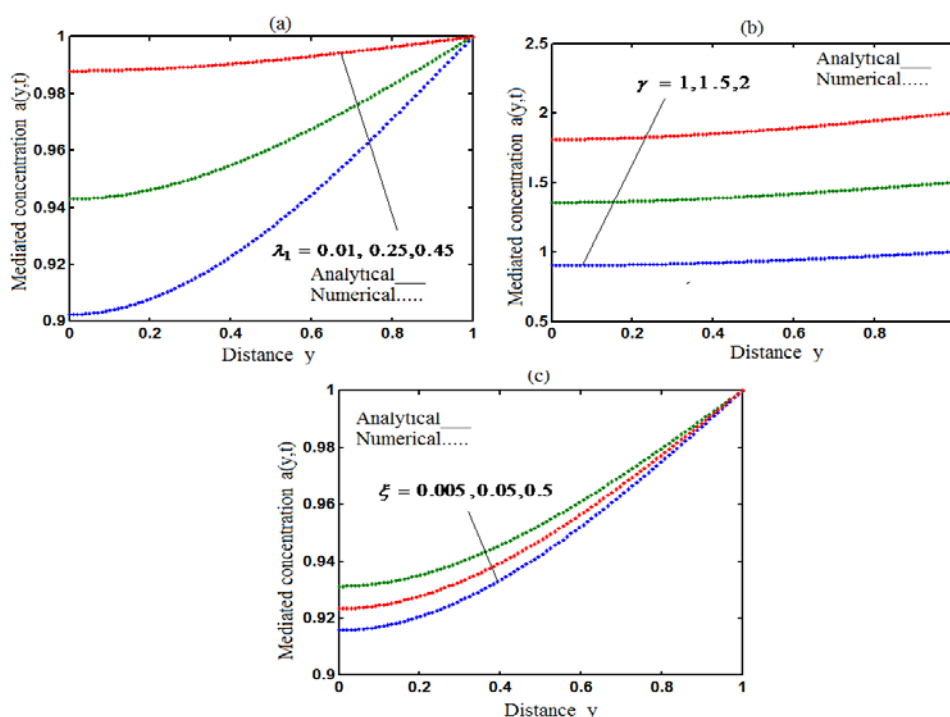 (a)
Mediated concentration a(y,t)
1
0.98
0.96
0.94
0.92
0.9
λ₁ = 0.01, 0.25,0.45
Analytical___
Numerical.....
0 0.2 0.4 0.6 0.8 1
Distance y
(b)
Mediated concentration a(y,t)
2.5
2
1.5
1
0.5
Analytical___
Numerical.....
γ = 1,1.5,2
0 0.2 0.4 0.6 0.8
Distance y
(c)
Mediated concentration a(y,t)
1
0.98
0.96
0.94
0.92
0.9
Analytical___
Numerical.....
ξ = 0.005 ,0.05,0.5
0 0.2 0.4 0.6 0.8 1
Distance y